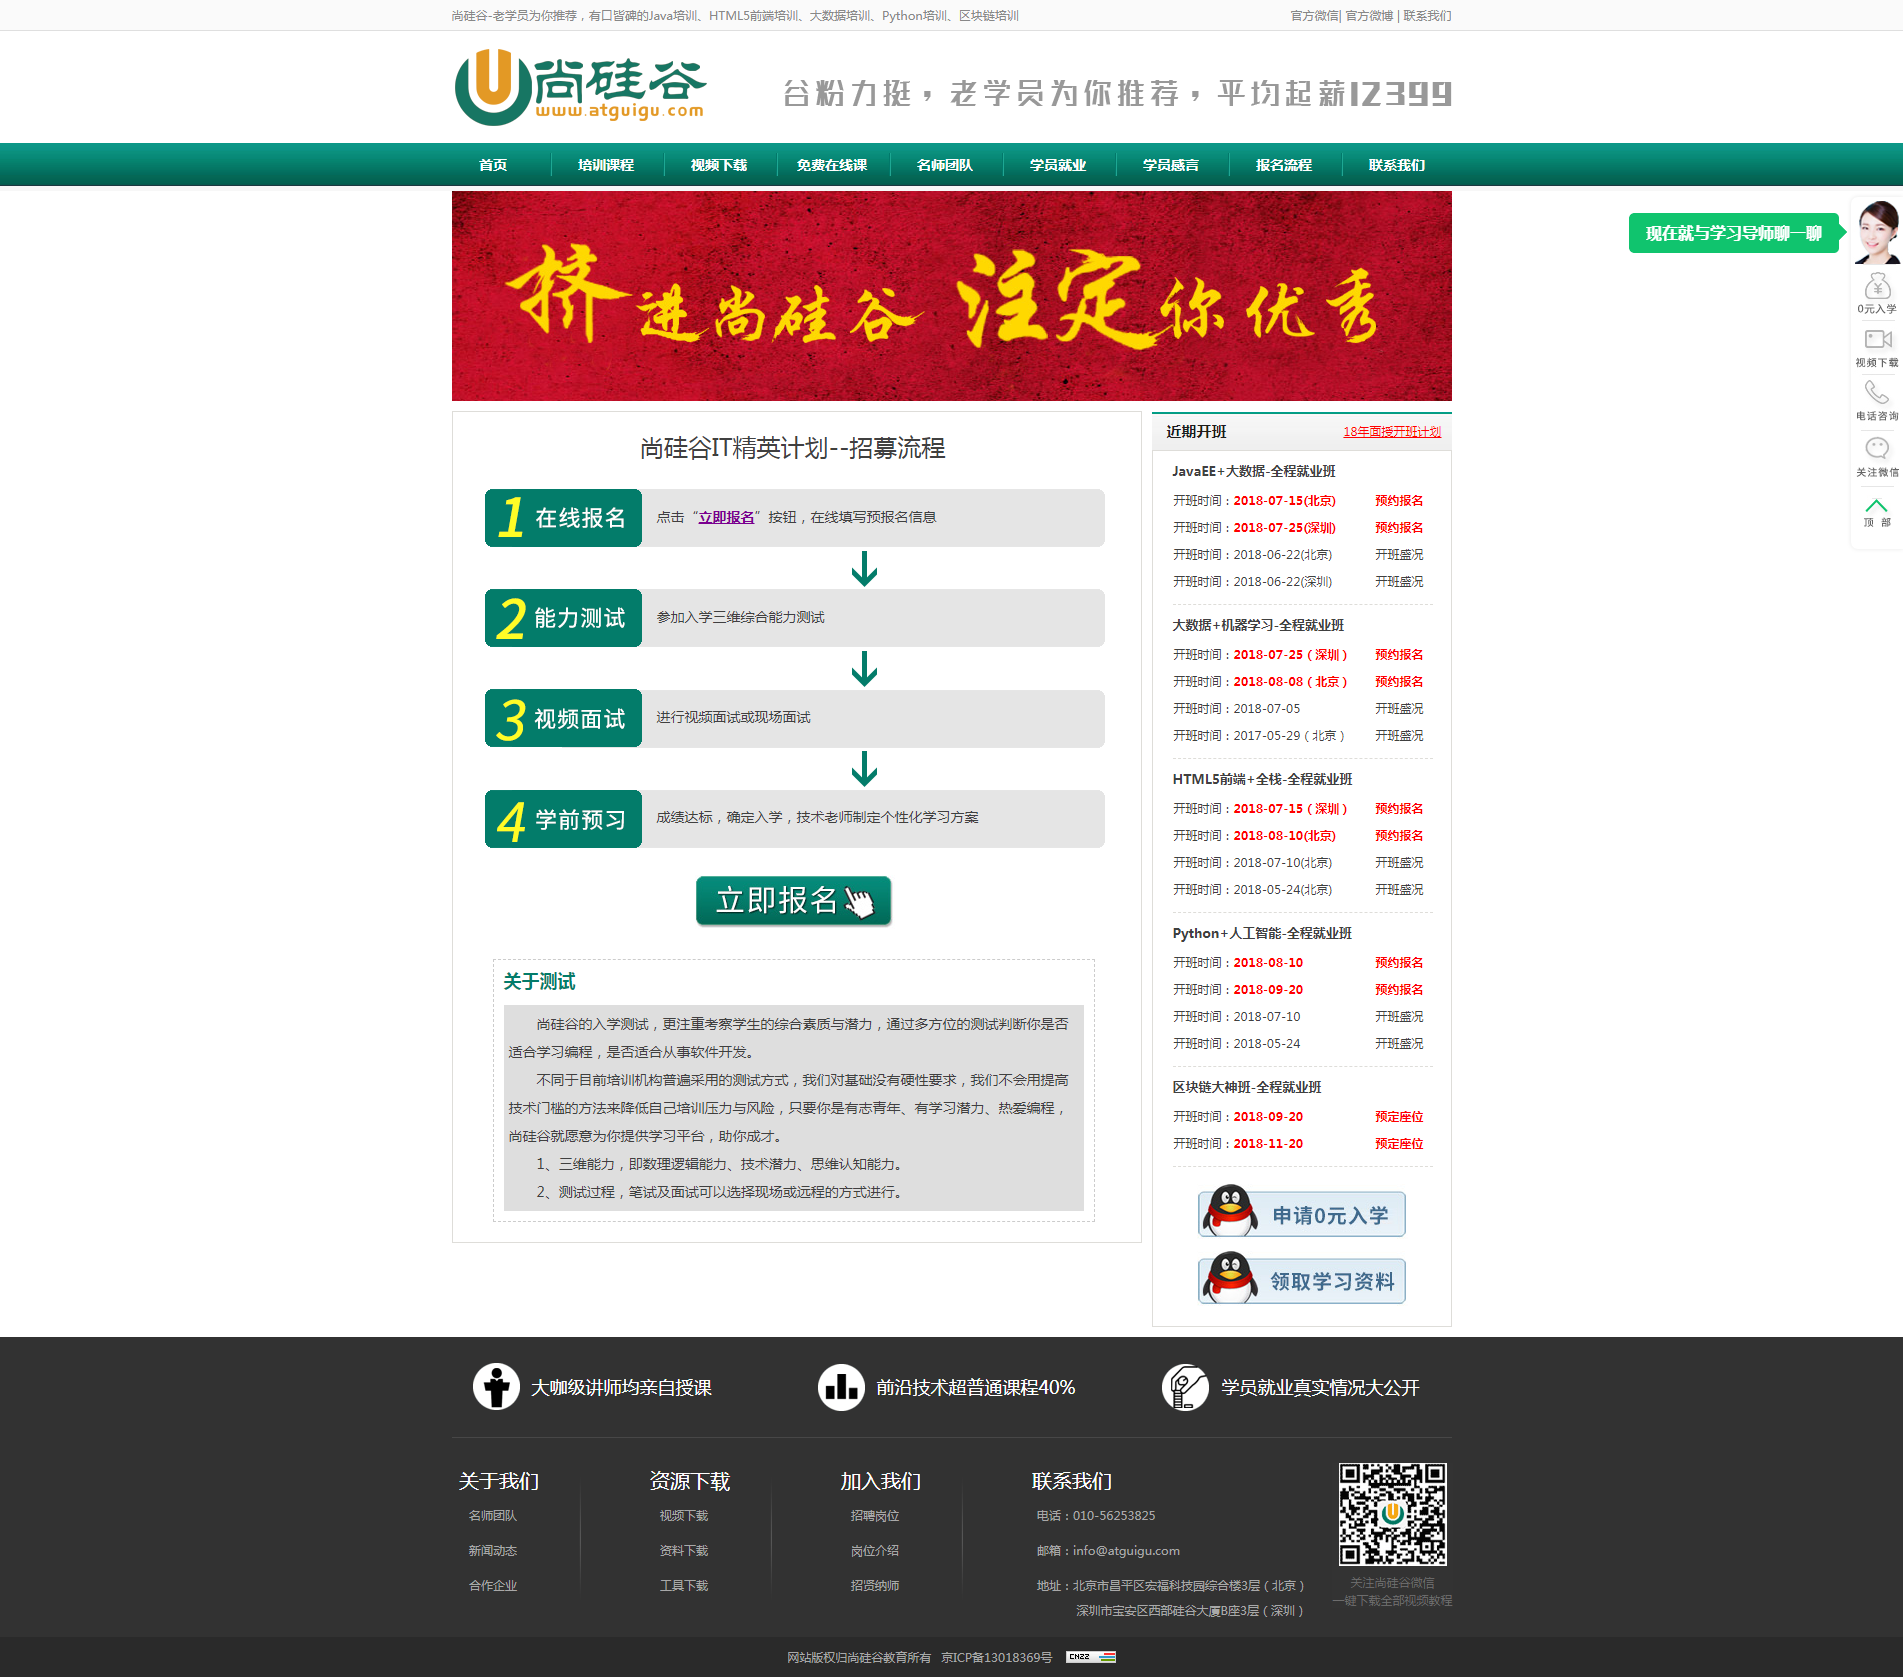 尚硅谷-老学员为你推荐，有口皆碑的Java培训、HTML5前端培训、大数据培训、Python培训、区块链培训
官方微信| 官方微博 | 联系我们
尚硅谷
www.atguigu.com
谷粉力挺，老学员为你推荐，平均起薪12399
首页 培训课程 视频下载 免费在线课 名师团队 学员就业 学员感言 报名流程 联系我们
挤进尚硅谷 注定你优秀
现在就与学习导师聊一聊
0元入学
视频下载
电话咨询
关注微信
顶 部
尚硅谷IT精英计划--招募流程
1 在线报名 点击“立即报名”按钮，在线填写预报名信息
2 能力测试 参加入学三维综合能力测试
3 视频面试 进行视频面试或现场面试
4 学前预习 成绩达标，确定入学，技术老师制定个性化学习方案
立即报名
关于测试
尚硅谷的入学测试，更注重考察学生的综合素质与潜力，通过多方位的测试判断你是否
适合学习编程，是否适合从事软件开发。
不同于目前培训机构普遍采用的测试方式，我们对基础没有硬性要求，我们不会用提高
技术门槛的方法来降低自己培训压力与风险，只要你是有志青年、有学习潜力、热爱编程，
尚硅谷就愿意为你提供学习平台，助你成才。
1、三维能力，即数理逻辑能力、技术潜力、思维认知能力。
2、测试过程，笔试及面试可以选择现场或远程的方式进行。
近期开班 18年面授开班计划
JavaEE+大数据-全程就业班
开班时间：2018-07-15(北京) 预约报名
开班时间：2018-07-25(深圳) 预约报名
开班时间：2018-06-22(北京) 开班盛况
开班时间：2018-06-22(深圳) 开班盛况
大数据+机器学习-全程就业班
开班时间：2018-07-25（深圳） 预约报名
开班时间：2018-08-08（北京） 预约报名
开班时间：2018-07-05 开班盛况
开班时间：2017-05-29（北京） 开班盛况
HTML5前端+全栈-全程就业班
开班时间：2018-07-15（深圳） 预约报名
开班时间：2018-08-10(北京) 预约报名
开班时间：2018-07-10(北京) 开班盛况
开班时间：2018-05-24(北京) 开班盛况
Python+人工智能-全程就业班
开班时间：2018-08-10 预约报名
开班时间：2018-09-20 预约报名
开班时间：2018-07-10 开班盛况
开班时间：2018-05-24 开班盛况
区块链大神班-全程就业班
开班时间：2018-09-20 预定座位
开班时间：2018-11-20 预定座位
申请0元入学
领取学习资料
大咖级讲师均亲自授课
前沿技术超普通课程40%
学员就业真实情况大公开
关于我们
名师团队
新闻动态
合作企业
资源下载
视频下载
资料下载
工具下载
加入我们
招聘岗位
岗位介绍
招贤纳师
联系我们
电话：010-56253825
邮箱：info@atguigu.com
地址：北京市昌平区宏福科技园综合楼3层（北京）
深圳市宝安区西部硅谷大厦B座3层（深圳）
关注尚硅谷微信
一键下载全部视频教程
网站版权归尚硅谷教育所有 京ICP备13018369号 CNZZ